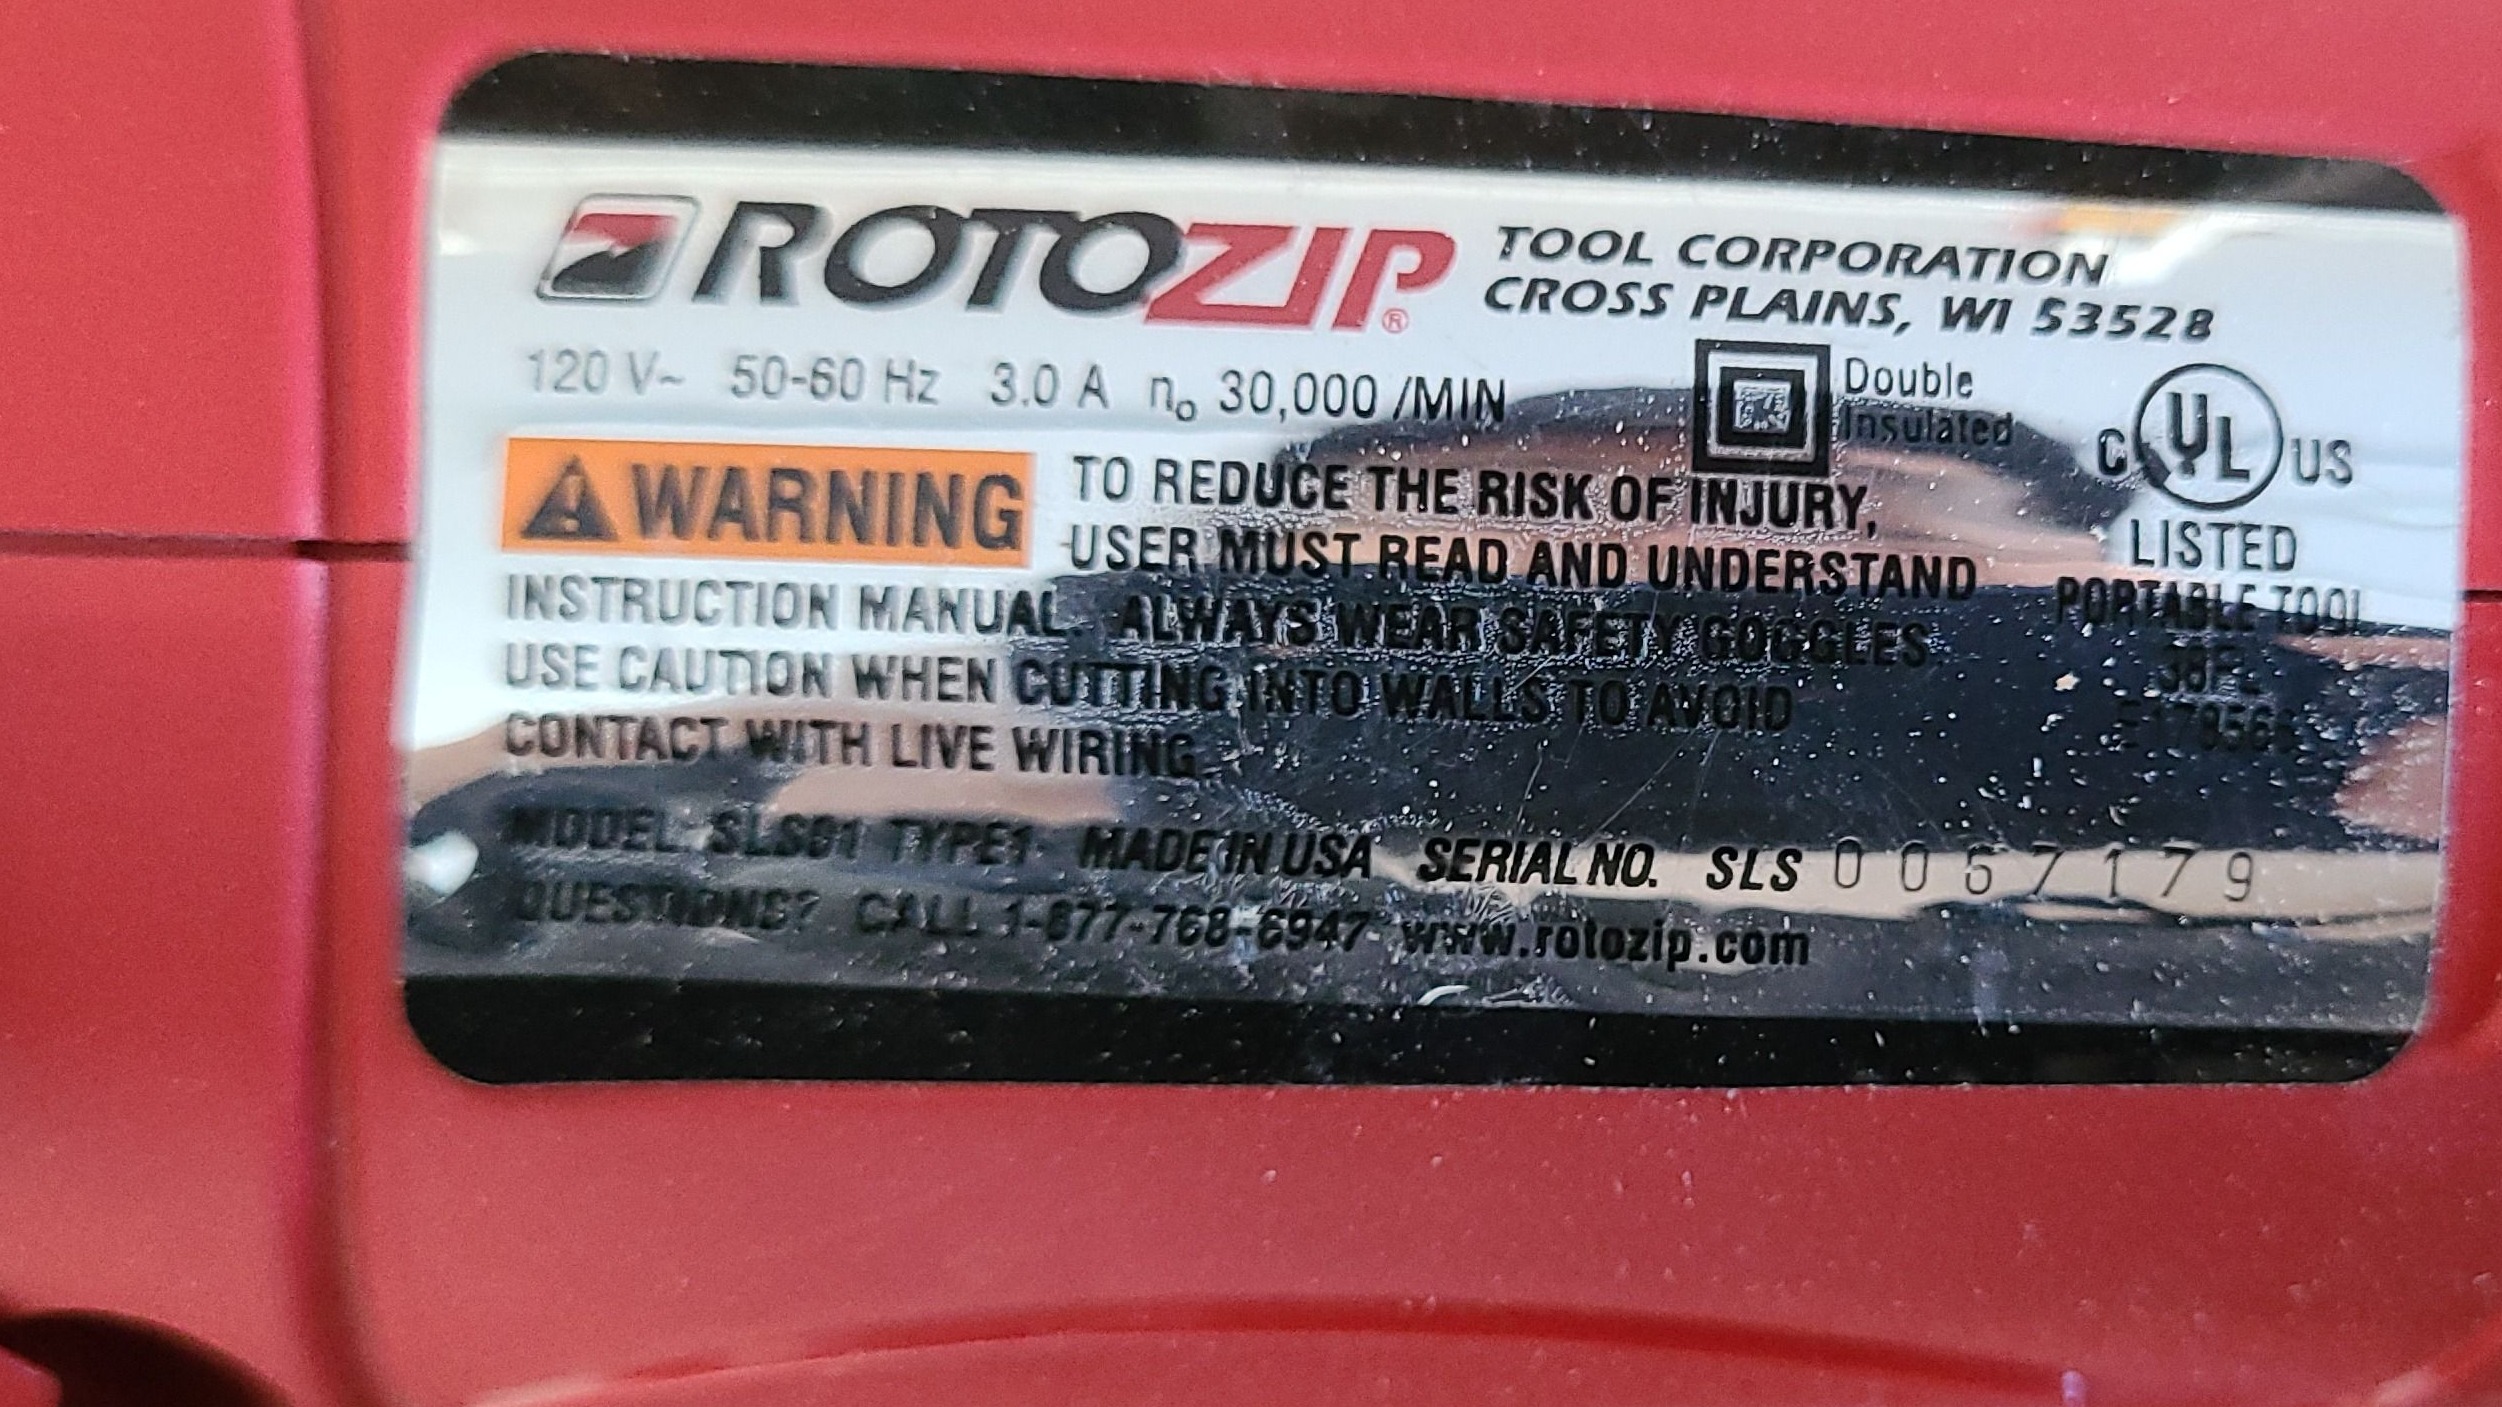 ROTOZIP® TOOL CORPORATION
CROSS PLAINS, WI 53528
120 V~ 50-60 Hz 3.0 A no 30,000 /MIN
Double
Insulated
C UL US
LISTED
PORTABLE TOOL
WARNING TO REDUCE THE RISK OF INJURY,
USER MUST READ AND UNDERSTAND
INSTRUCTION MANUAL. ALWAYS WEAR SAFETY GOGGLES.
USE CAUTION WHEN CUTTING INTO WALLS TO AVOID
CONTACT WITH LIVE WIRING.
MODEL: TYPE1 MADE IN USA SERIAL NO. SLS 0067179
QUESTIONS? CALL 1-877-768-6947 www.rotozip.com